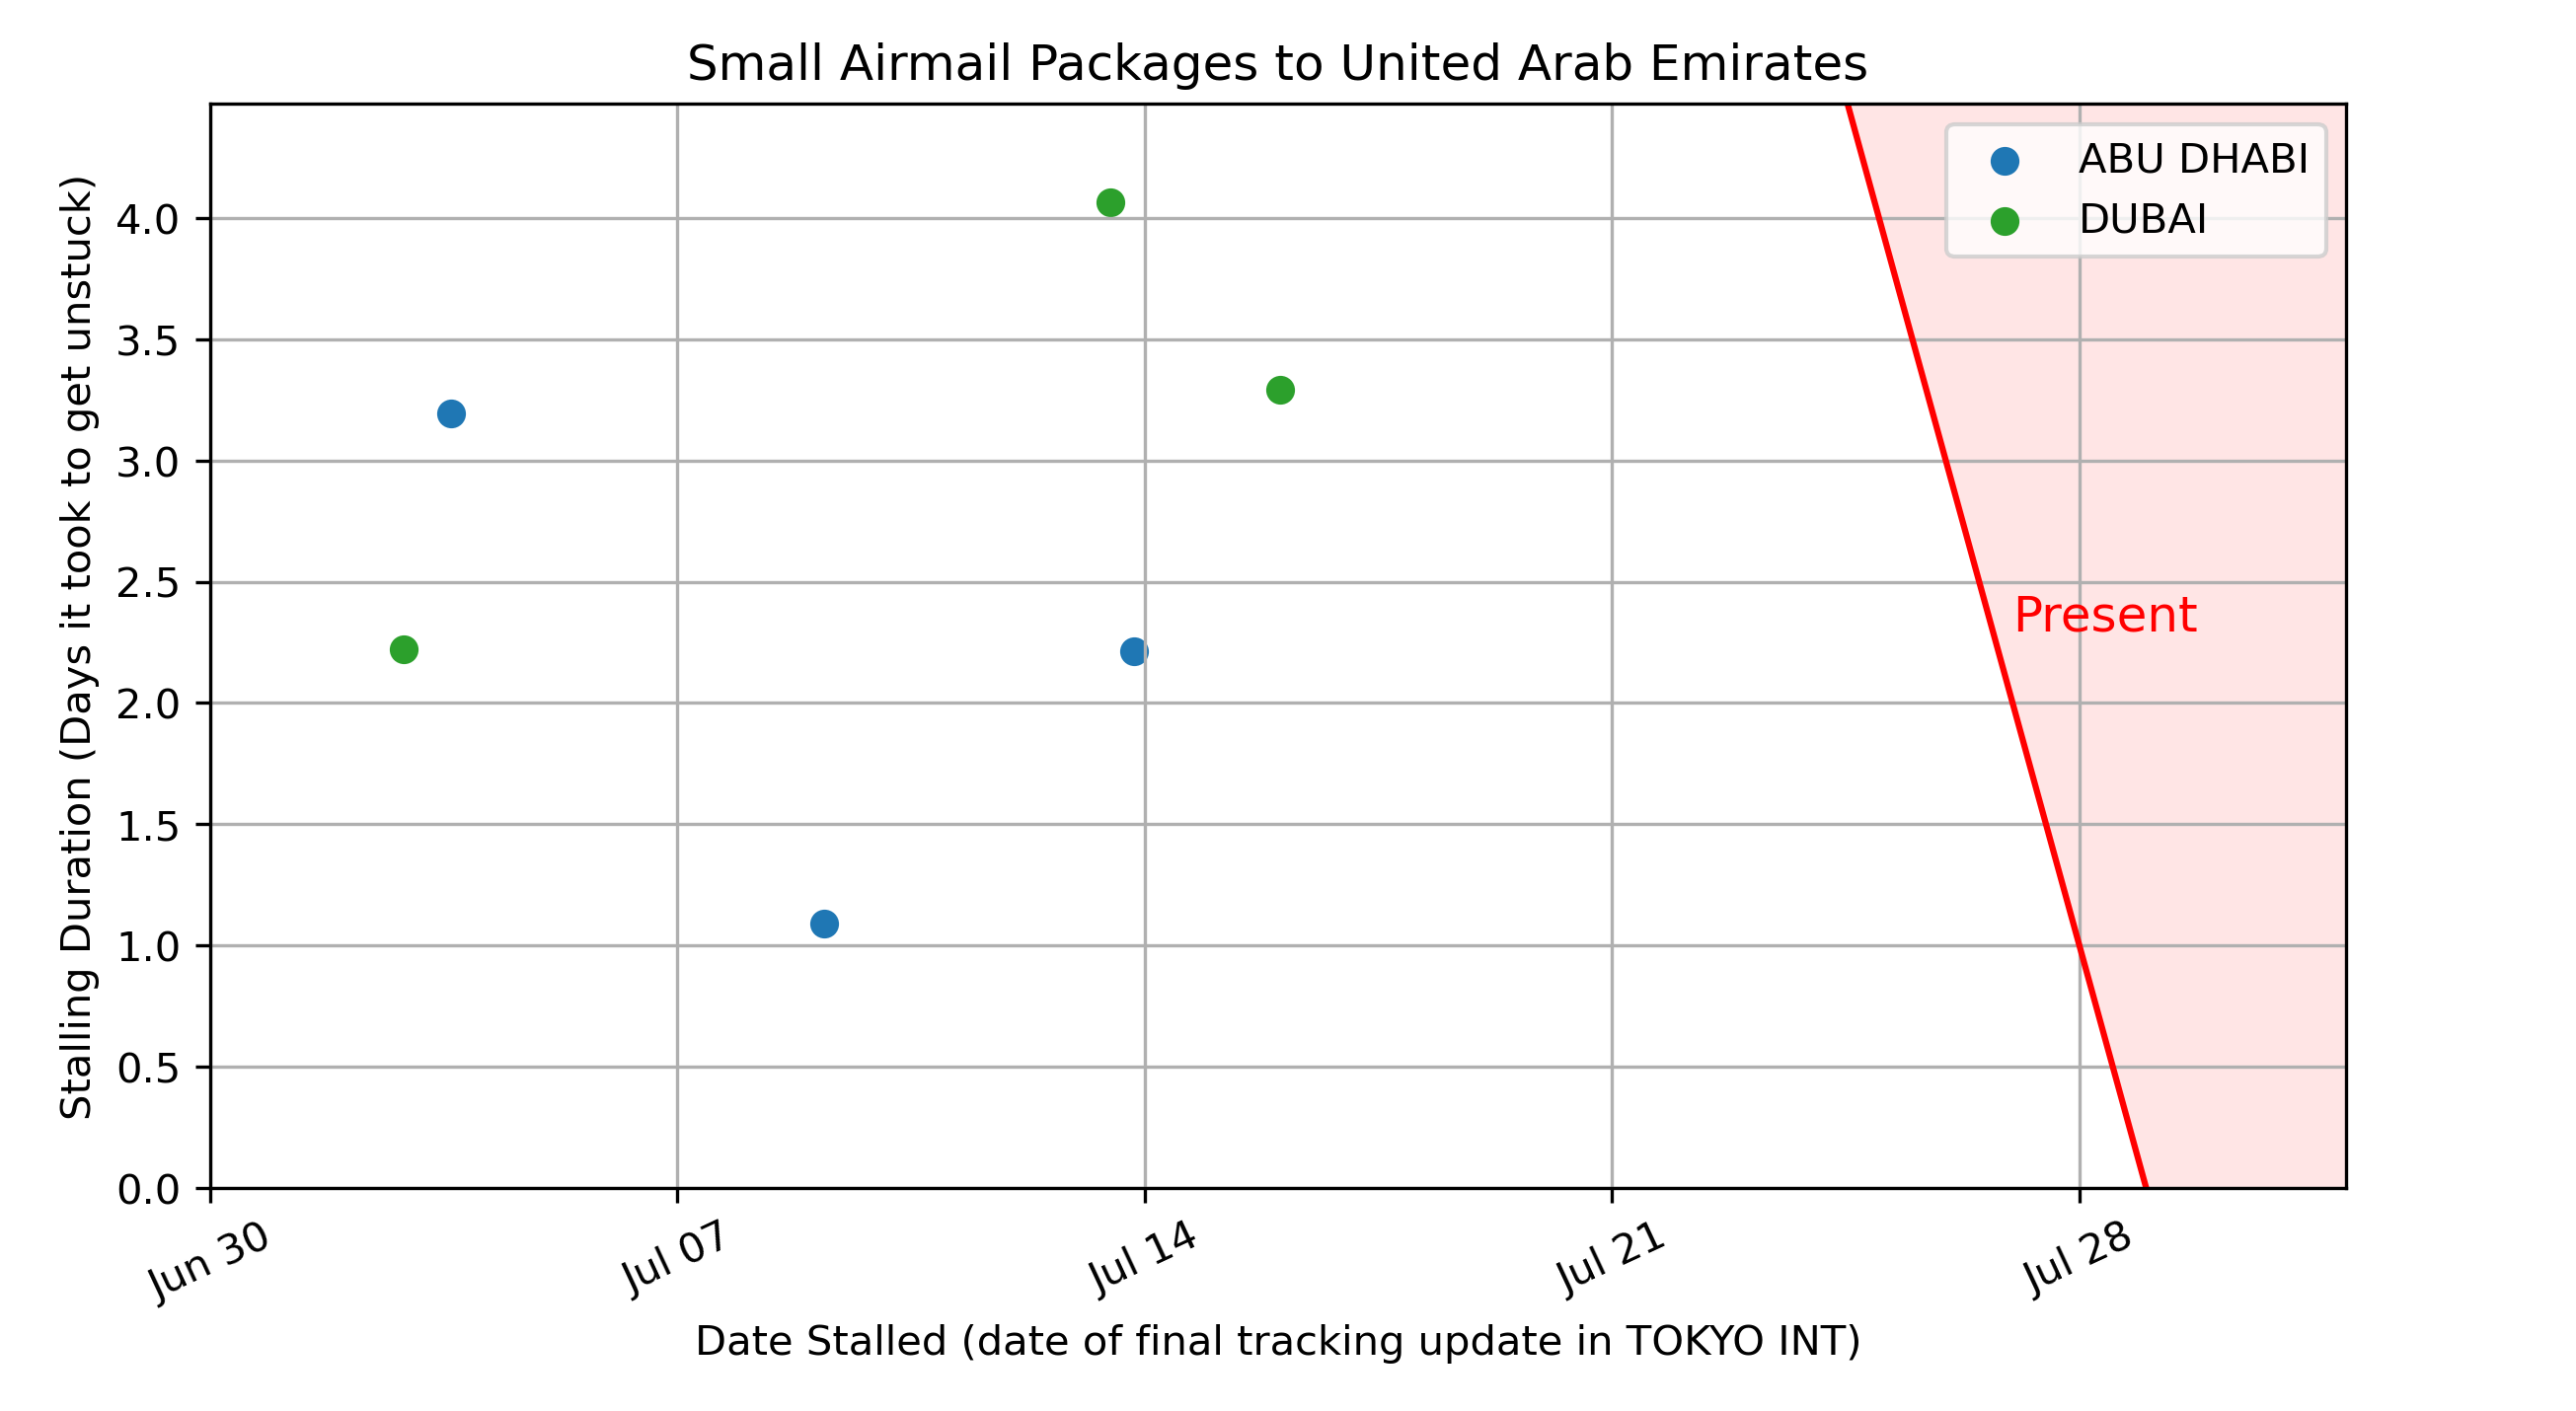 Small Airmail Packages to United Arab Emirates
ABU DHABI
DUBAI
Present
Stalling Duration (Days it took to get unstuck)
4.0
3.5
3.0
2.5
2.0
1.5
1.0
0.5
0.0
Jun 30
Jul 07
Jul 14
Jul 21
Jul 28
Date Stalled (date of final tracking update in TOKYO INT)